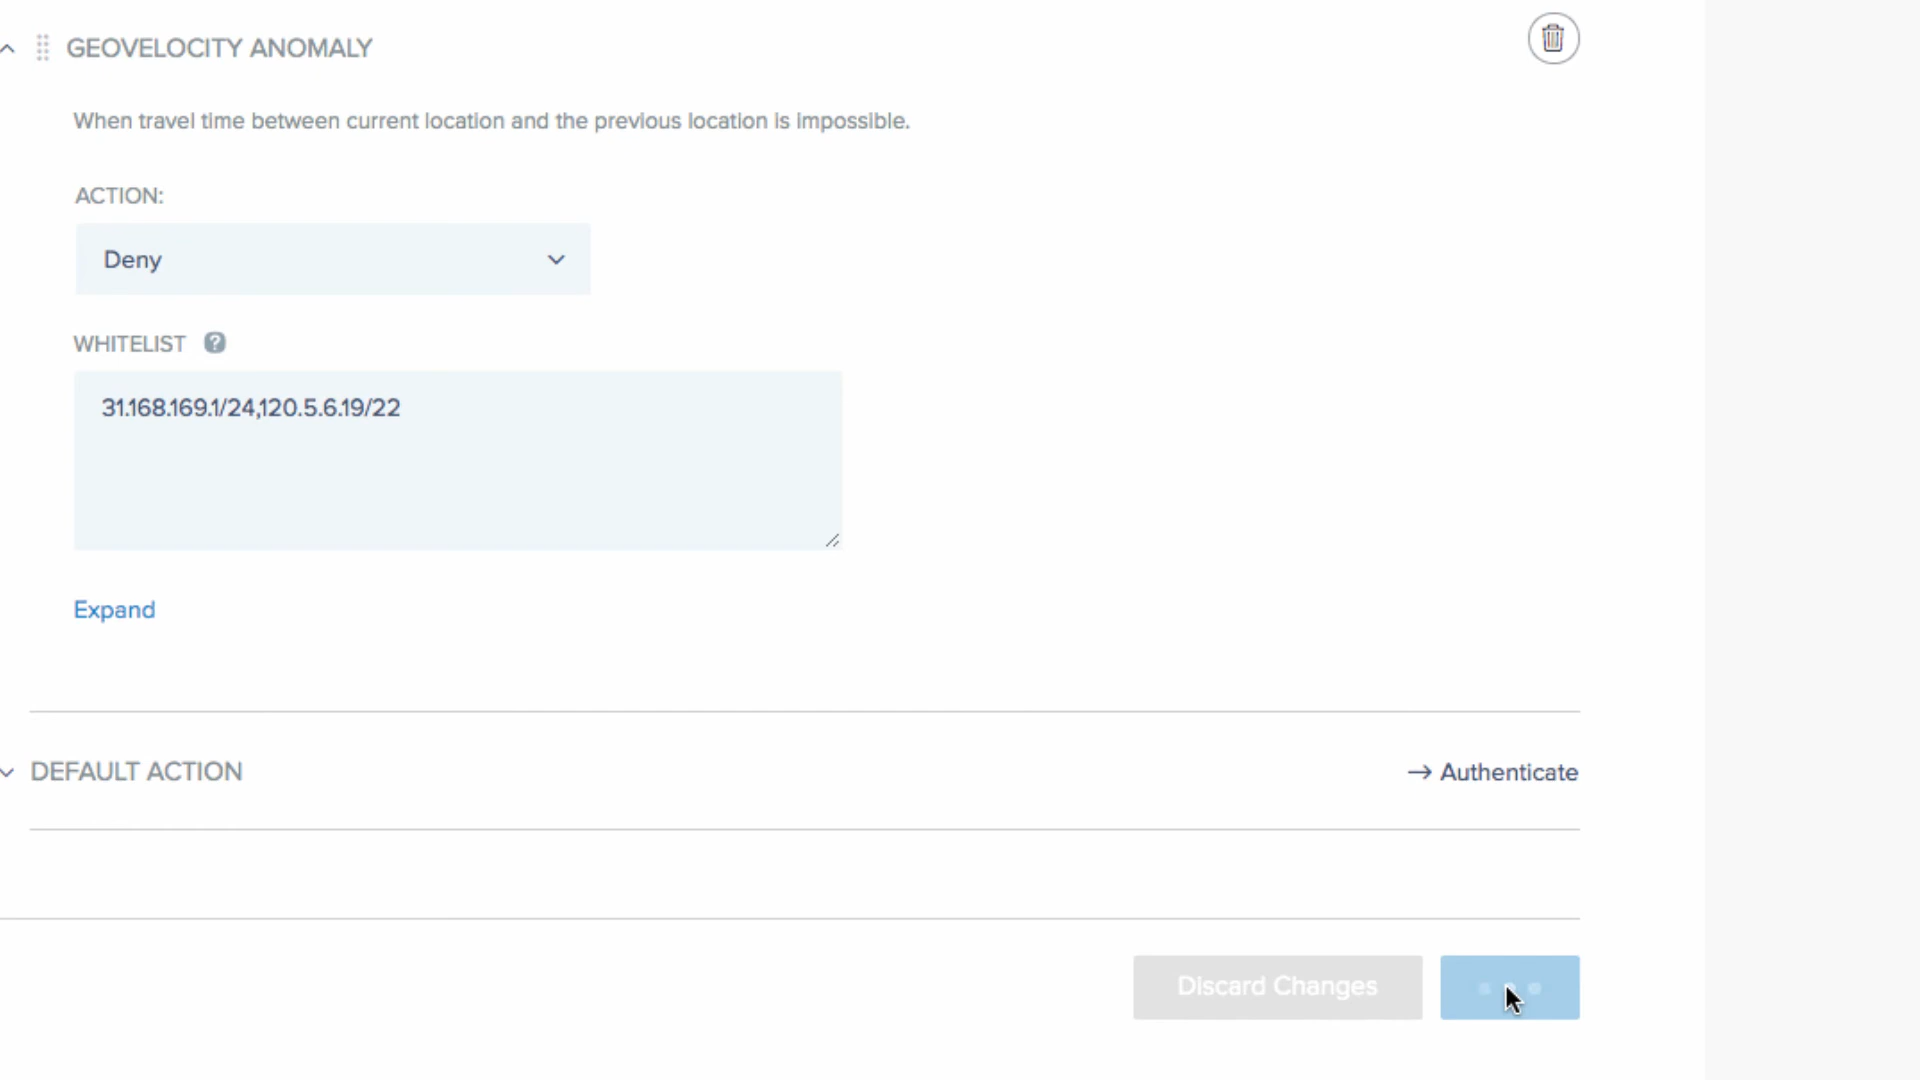 GEOVELOCITY ANOMALY
When travel time between current location and the previous location is impossible.
ACTION:
Deny
WHITELIST ?
31.168.169.1/24,120.5.6.19/22
Expand
DEFAULT ACTION → Authenticate
Discard Changes